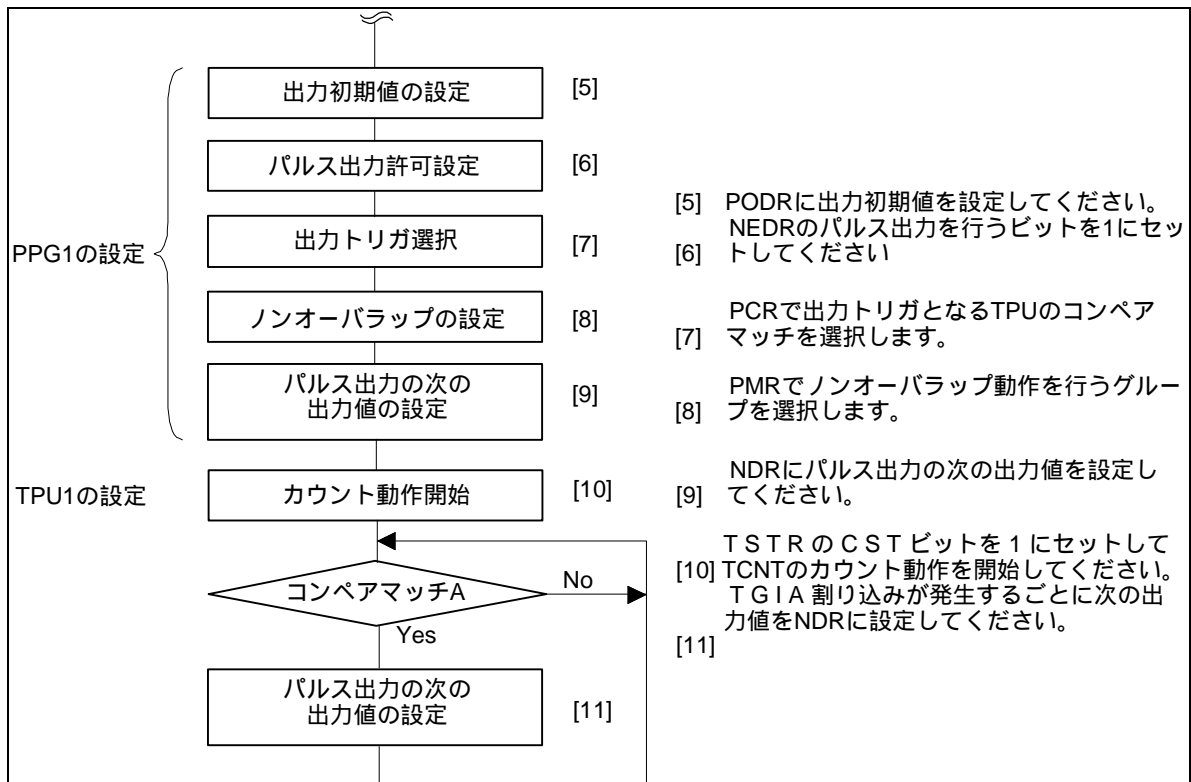 PPG1の設定
出力初期値の設定 [5]
パルス出力許可設定 [6]
出力トリガ選択 [7]
ノンオーバラップの設定 [8]
パルス出力の次の
出力値の設定 [9]
TPU1の設定
カウント動作開始 [10]
コンペアマッチA
No
Yes
パルス出力の次の
出力値の設定 [11]
[5] PODRに出力初期値を設定してください。
NEDRのパルス出力を行うビットを1にセッ
[6] トしてください
PCRで出力トリガとなるTPUのコンペア
[7] マッチを選択します。
PMRでノンオーバラップ動作を行うグルー
[8] プを選択します。
NDRにパルス出力の次の出力値を設定し
[9] てください。
TSTRのCSTビットを1にセットして
[10] TCNTのカウント動作を開始してください。
TGIA割り込みが発生するごとに次の出
力値をNDRに設定してください。
[11]